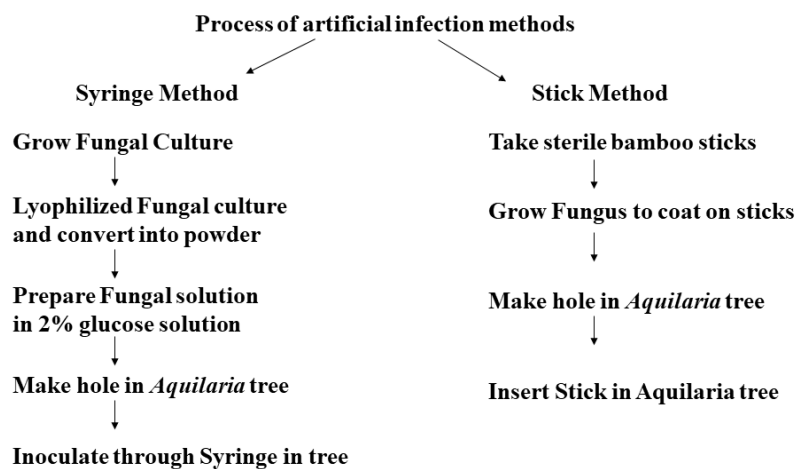 Process of artificial infection methods
Syringe Method
Grow Fungal Culture
Lyophilized Fungal culture
and convert into powder
Prepare Fungal solution
in 2% glucose solution
Make hole in Aquilaria tree
Inoculate through Syringe in tree
Stick Method
Take sterile bamboo sticks
Grow Fungus to coat on sticks
Make hole in Aquilaria tree
Insert Stick in Aquilaria tree